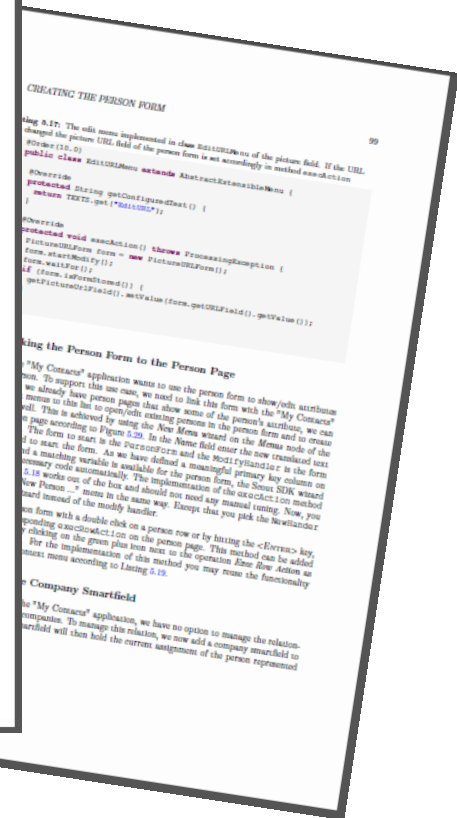 CREATING THE PERSON FORM
99
ting 5.17: The edit menu implemented in class EditURLMenu of the picture field. If the URL
changed the picture URL field of the person form is set accordingly in method execAction
@Order(10.0)
public class EditURLMenu extends AbstractExtensibleMenu {
@Override
protected String getConfiguredText() {
return TEXTS.get("EditURL");
}
@Override
protected void execAction() throws ProcessingException {
PictureURLForm form = new PictureURLForm();
form.startModify();
form.waitFor();
if (form.isFormStored()) {
getPictureUrlField().setValue(form.getURLField().getValue());
king the Person Form to the Person Page
"My Contacts" application wants to use the person form to show/edit attributes
son. To support this use case, we need to link this form with the "My Contacts"
we already have person pages that show some of the person's attribute, we can
menus to this list to open/edit existing persons in the person form and to create
well. This is achieved by using the New Menu wizard on the Menus node of the
page according to Figure 5.29. In the Name field enter the new translated text
The form to start is the PersonForm and the ModifyHandler is the form
d to start the form. As we have defined a meaningful primary key column on
nd a matching variable is available for the person form, the Scout SDK wizard
cessary code automatically. The implementation of the execAction method
5.18 works out of the box and should not need any manual tuning. Now, you
New Person ..." menu in the same way. Except that you pick the NewHandler
zard instead of the modify handler.
on form with a double click on a person row or by hitting the <ENTER> key,
sponding execRowAction on the person page. This method can be added
y clicking on the green plus icon next to the operation Exec Row Action as
For the implementation of this method you may reuse the functionality
ontext menu according to Listing 5.19.
e Company Smartfield
he "My Contacts" application, we have no option to manage the relation-
companies. To manage this relation, we now add a company smartfield to
artfield will then hold the current assignment of the person represented